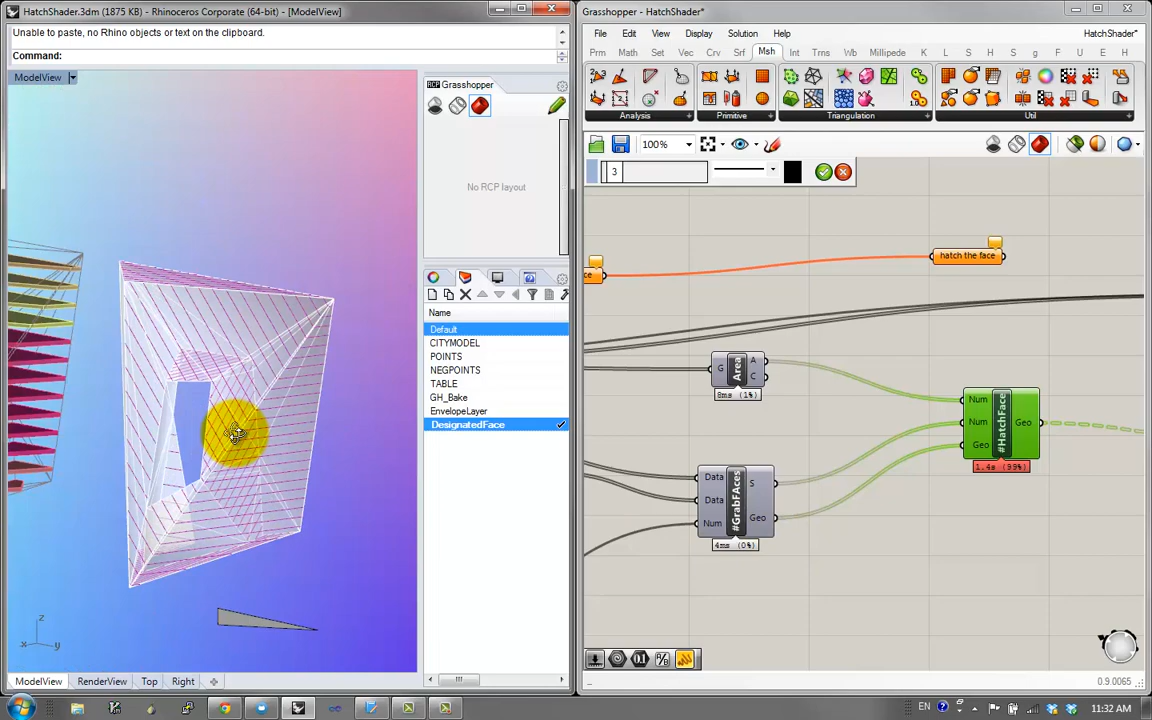 HatchShader.3dm (1875 KB) - Rhinoceros Corporate (64-bit) - [ModelView]
Unable to paste, no Rhino objects or text on the clipboard.
Command:
ModelView
Grasshopper
No RCP layout
Name
Default
CITYMODEL
POINTS
NEGPOINTS
TABLE
GH_Bake
EnvelopeLayer
DesignatedFace
z
x
y
ModelView
RenderView
Top
Right
Grasshopper - HatchShader*
File
Edit
View
Display
Solution
Help
HatchShader*
Prm
Math
Set
Vec
Crv
Srf
Msh
Int
Trns
Wb
Millipede
K
L
S
H
S
g
F
U
E
H
Analysis
Primitive
Triangulation
Util
100%
3
hatch the face
G
Area
A
C
8ms (1%)
Data
Data
Num
#GrabFAces
S
Geo
4ms (0%)
Num
Num
Geo
#HatchFace
Geo
1.4s (99%)
0.9.0065
EN
11:32 AM